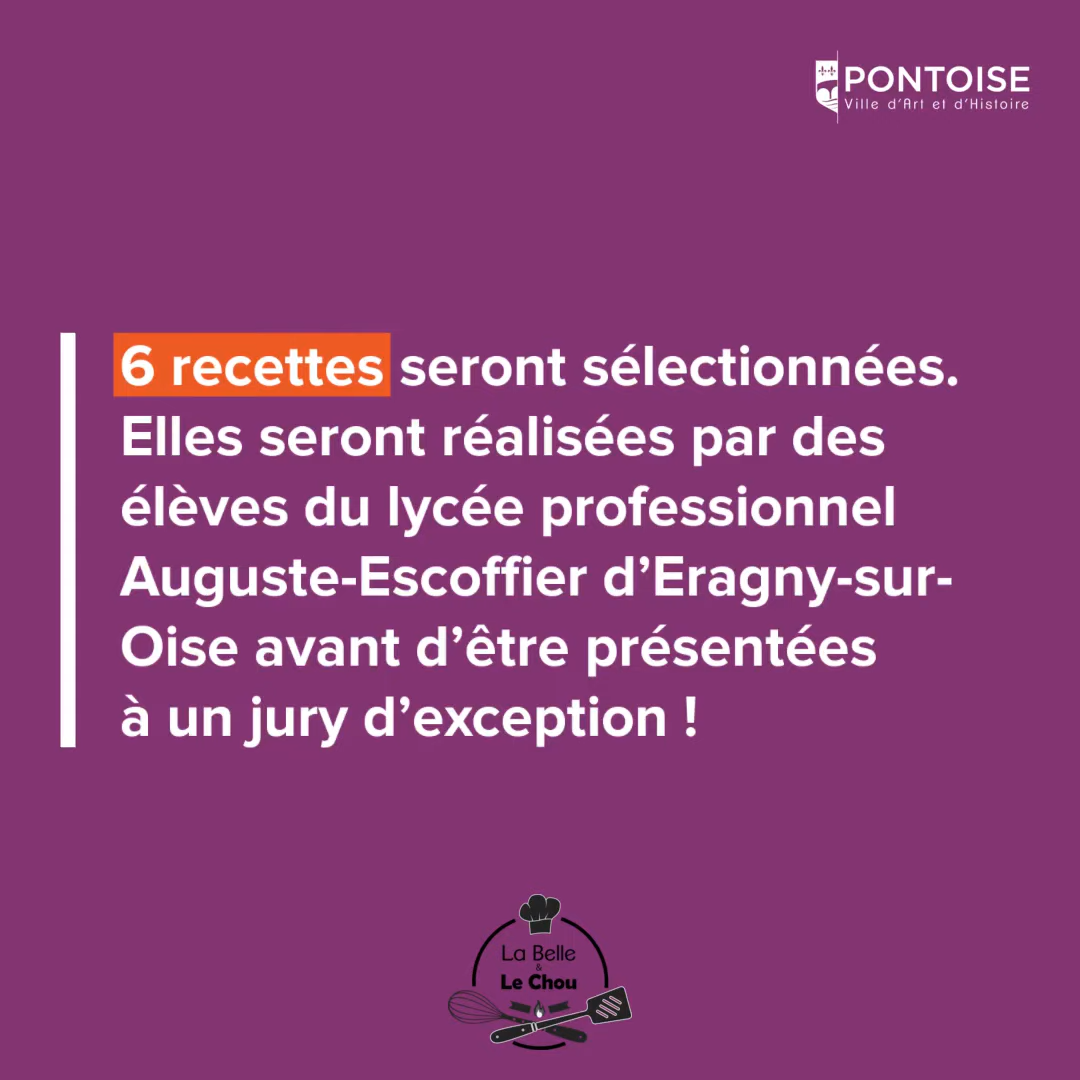 PONTOISE
Ville d'Art et d'Histoire
6 recettes seront sélectionnées.
Elles seront réalisées par des
élèves du lycée professionnel
Auguste-Escoffier d’Eragny-sur-
Oise avant d’être présentées
à un jury d’exception !
La Belle
&
Le Chou